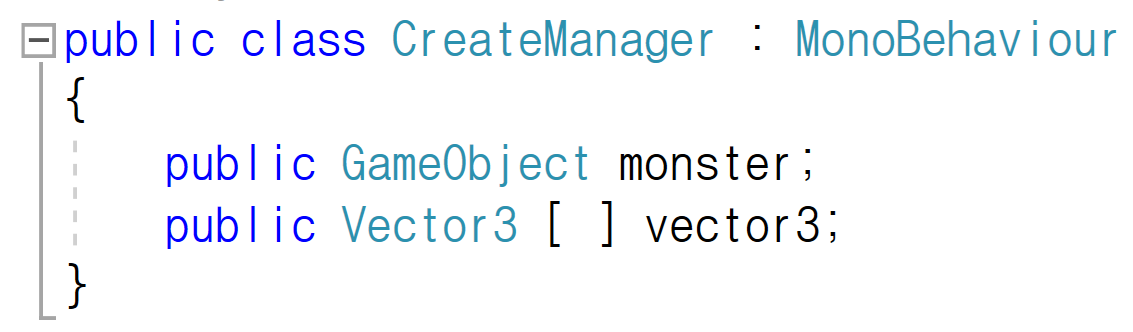 public class CreateManager : MonoBehaviour
{
public GameObject monster;
public Vector3 [ ] vector3;
}